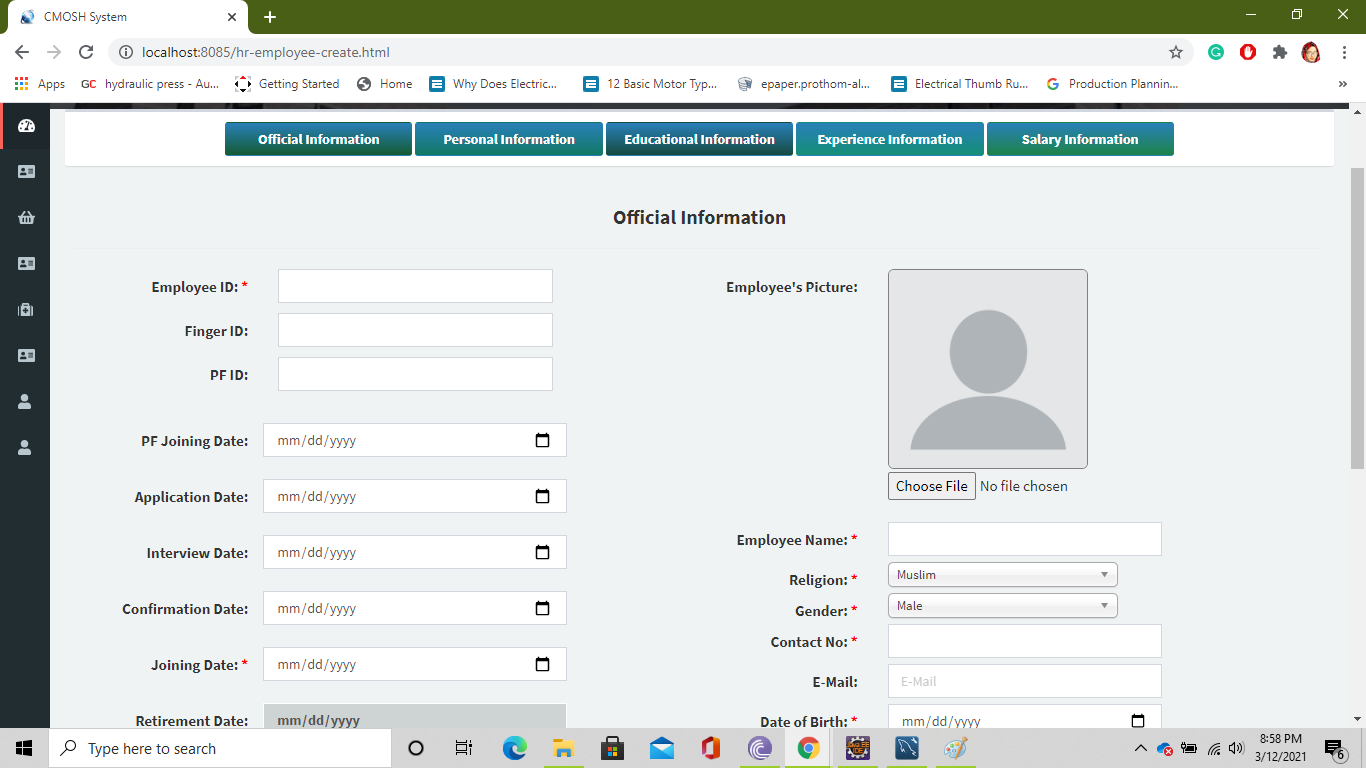 CMOSH System
localhost:8085/hr-employee-create.html
Apps GC hydraulic press - Au... Getting Started Home Why Does Electric... 12 Basic Motor Typ... epaper.prothom-al... Electrical Thumb Ru... Production Plannin... »
Official Information Personal Information Educational Information Experience Information Salary Information
Official Information
Employee ID: *
Finger ID:
PF ID:
PF Joining Date: mm/dd/yyyy
Application Date: mm/dd/yyyy
Interview Date: mm/dd/yyyy
Confirmation Date: mm/dd/yyyy
Joining Date: * mm/dd/yyyy
Retirement Date: mm/dd/yyyy
Employee's Picture:
Choose File No file chosen
Employee Name: *
Religion: * Muslim
Gender: * Male
Contact No: *
E-Mail: E-Mail
Date of Birth: * mm/dd/yyyy
Type here to search
8:58 PM
3/12/2021
6